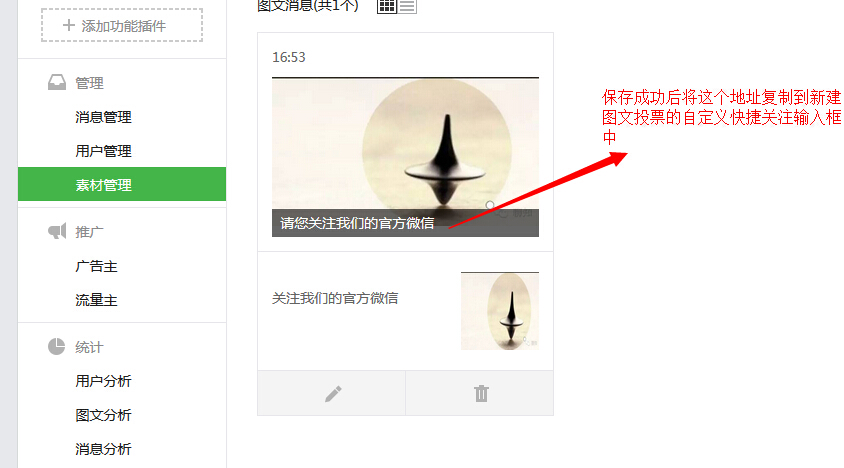 图文消息(共1个)
添加功能插件
16:53
管理
消息管理
用户管理
素材管理
推广
广告主
流量主
统计
用户分析
图文分析
消息分析
请您关注我们的官方微信
关注我们的官方微信
保存成功后将这个地址复制到新建
图文投票的自定义快捷关注输入框
中